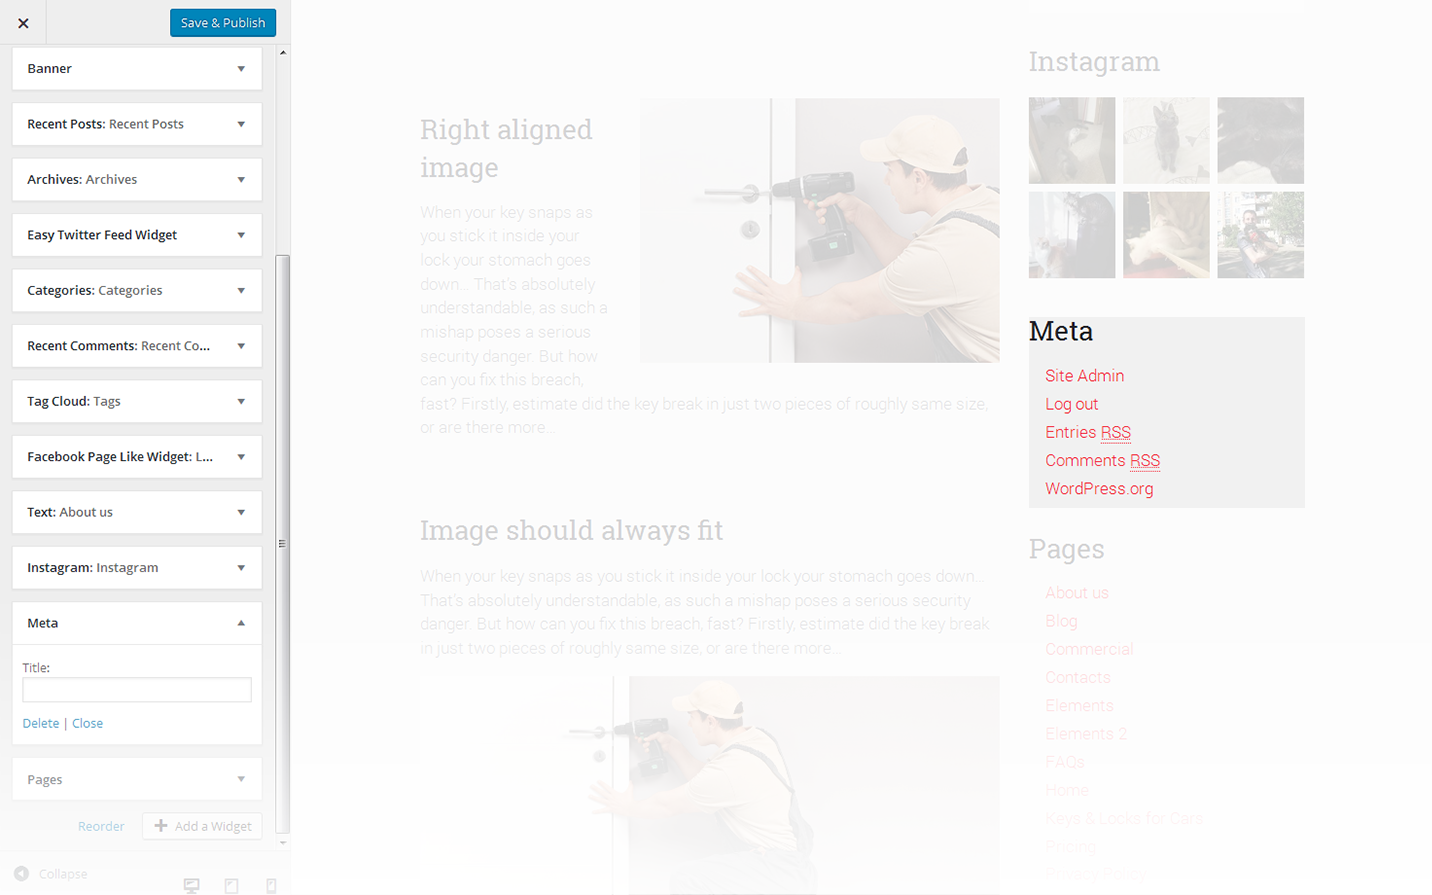 Save & Publish
Banner
Recent Posts: Recent Posts
Archives: Archives
Easy Twitter Feed Widget
Categories: Categories
Recent Comments: Recent Co...
Tag Cloud: Tags
Facebook Page Like Widget: L...
Text: About us
Instagram: Instagram
Meta
Title:
Delete | Close
Pages
Reorder
Add a Widget
Collapse
Right aligned
image
When your key snaps as
you stick it inside your
lock your stomach goes
down… That's absolutely
understandable, as such a
mishap poses a serious
security danger. But how
can you fix this breach,
fast? Firstly, estimate did the key break in just two pieces of roughly same size,
or are there more…
Image should always fit
When your key snaps as you stick it inside your lock your stomach goes down…
That's absolutely understandable, as such a mishap poses a serious security
danger. But how can you fix this breach, fast? Firstly, estimate did the key break
in just two pieces of roughly same size, or are there more…
Instagram
Meta
Site Admin
Log out
Entries RSS
Comments RSS
WordPress.org
Pages
About us
Blog
Commercial
Contacts
Elements
Elements 2
FAQs
Home
Keys & Locks for Cars
Pricing
Privacy Policy